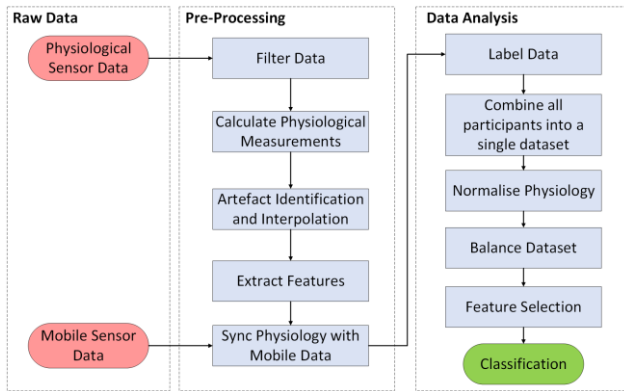 Raw Data
Physiological
Sensor Data
Mobile Sensor
Data
Pre-Processing
Filter Data
Calculate Physiological
Measurements
Artefact Identification
and Interpolation
Extract Features
Sync Physiology with
Mobile Data
Data Analysis
Label Data
Combine all
participants into a
single dataset
Normalise Physiology
Balance Dataset
Feature Selection
Classification